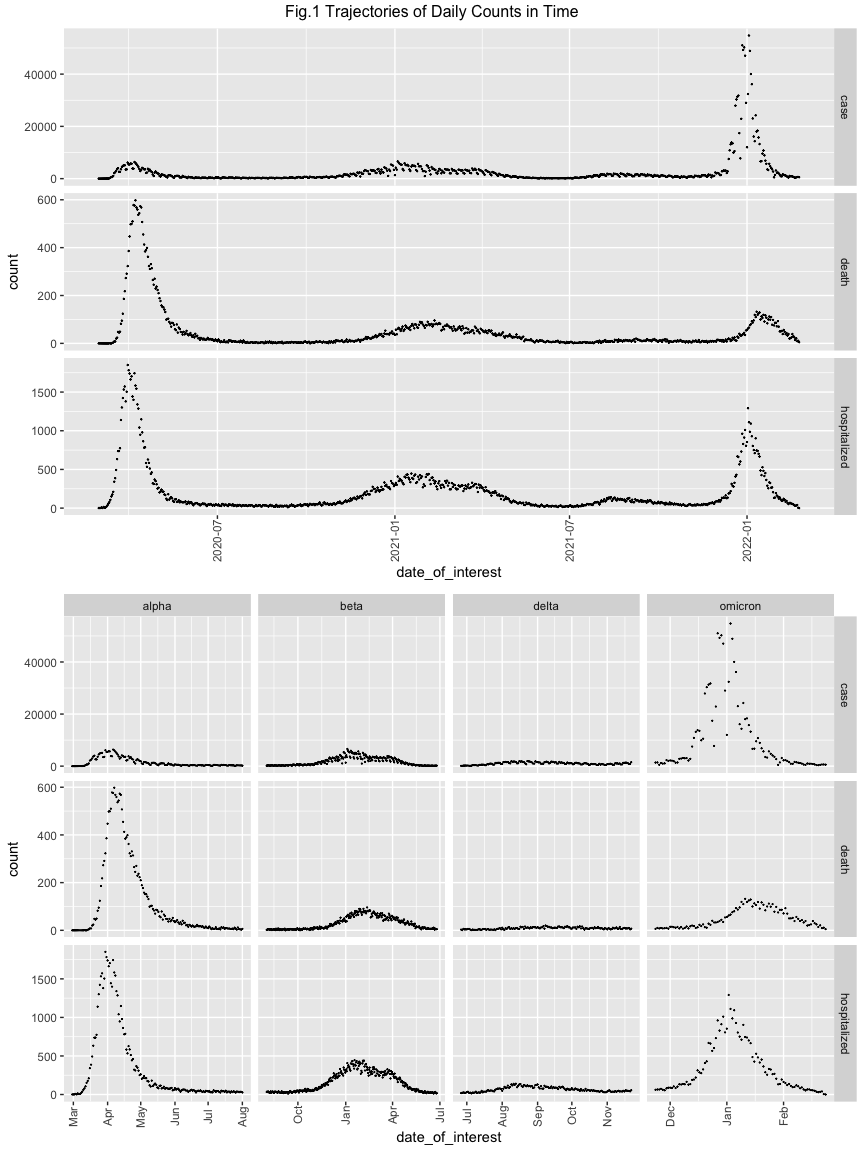 Fig.1 Trajectories of Daily Counts in Time
40000
20000
0
case
600
400
200
0
death
count
1500
1000
500
0
hospitalized
2020-07
2021-01
2021-07
2022-01
date_of_interest
alpha beta delta omicron
40000
20000
0
case
600
400
200
0
death
count
1500
1000
500
0
hospitalized
Mar Apr May Jun Jul Aug Oct Jan Apr Jul Jul Aug Sep Oct Nov Dec Jan Feb
date_of_interest